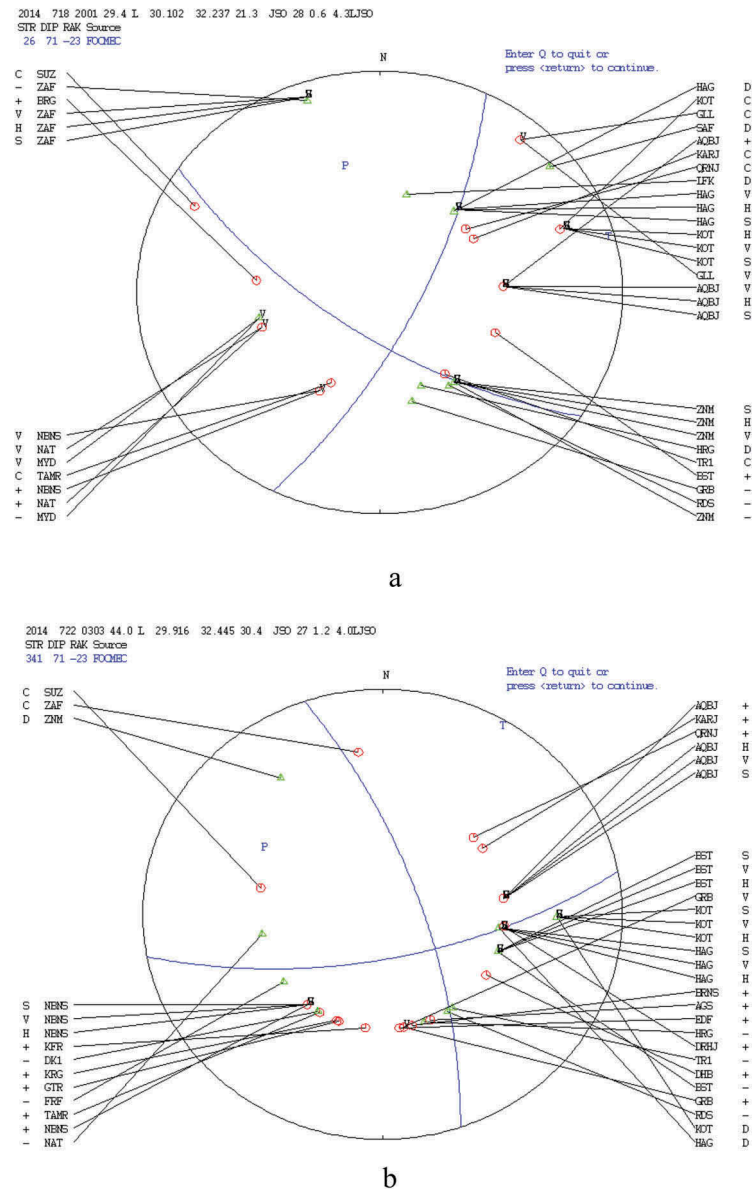 2014 718 2001 29.4 L 30.102 32.237 21.3 JSO 28 0.6 4.3LJSO
STR DIP RAK Source
26 71 -23 FOCMEC
N
Enter Q to quit or
press <return> to continue.
C SUZ
- ZAF
+ BRG
V ZAF
H ZAF
S ZAF
P
T
HAG D
KOT C
GLL C
SAF D
AQBJ +
KARJ C
QRNJ C
LFK D
HAG V
HAG H
HAG S
KOT H
KOT V
KOT S
GLL V
AQBJ V
AQBJ H
AQBJ S
V NBNS
V NAT
V MYD
C TAMR
+ NBNS
+ NAT
- MYD
ZNM S
ZNM H
ZNM V
HRG D
TR1 C
EST +
GRB -
RDS -
ZNM -
a
2014 722 0303 44.0 L 29.916 32.445 30.4 JSO 27 1.2 4.0LJSO
STR DIP RAK Source
341 71 -23 FOCMEC
N
Enter Q to quit or
press <return> to continue.
C SUZ
C ZAF
D ZNM
T
P
AQBJ +
KARJ +
QRNJ +
AQBJ H
AQBJ V
AQBJ S
EST S
EST V
EST H
GRB V
KOT S
KOT V
KOT H
HAG S
HAG V
HAG H
BRNS +
AGS +
EDF +
HRG -
DRHJ +
TR1 -
DHB +
EST -
GRB +
RDS -
KOT D
HAG D
S NBNS
V NBNS
H NBNS
+ KFR
- DK1
+ KRG
+ GTR
- FRF
+ TAMR
+ NBNS
- NAT
b